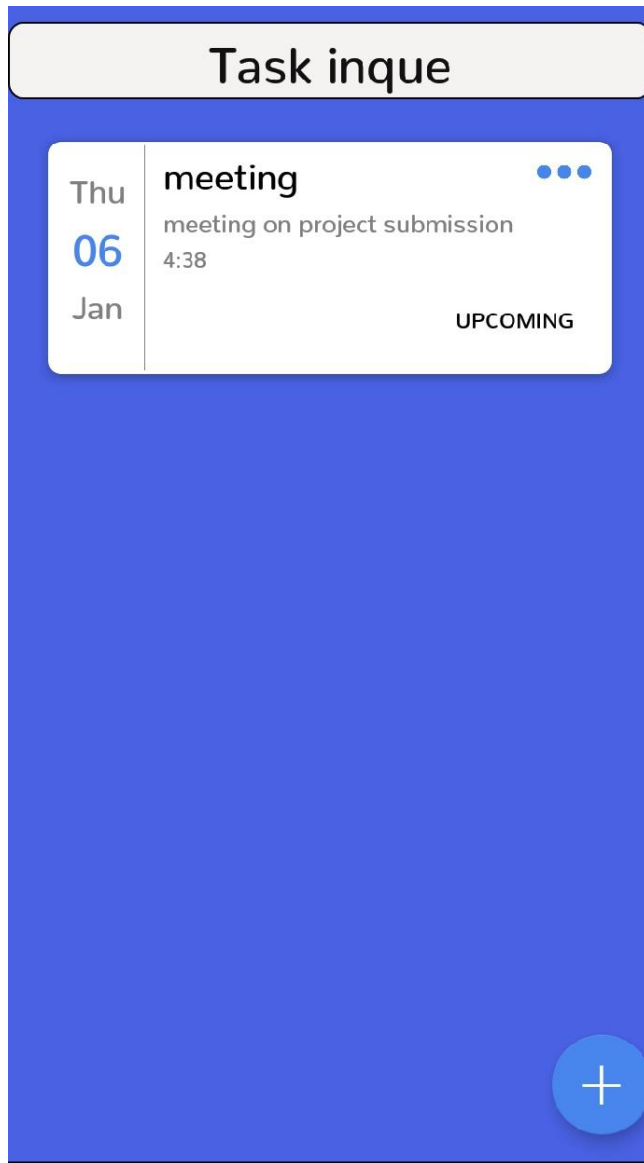 Task inque
Thu
06
Jan
meeting
meeting on project submission
4:38
UPCOMING